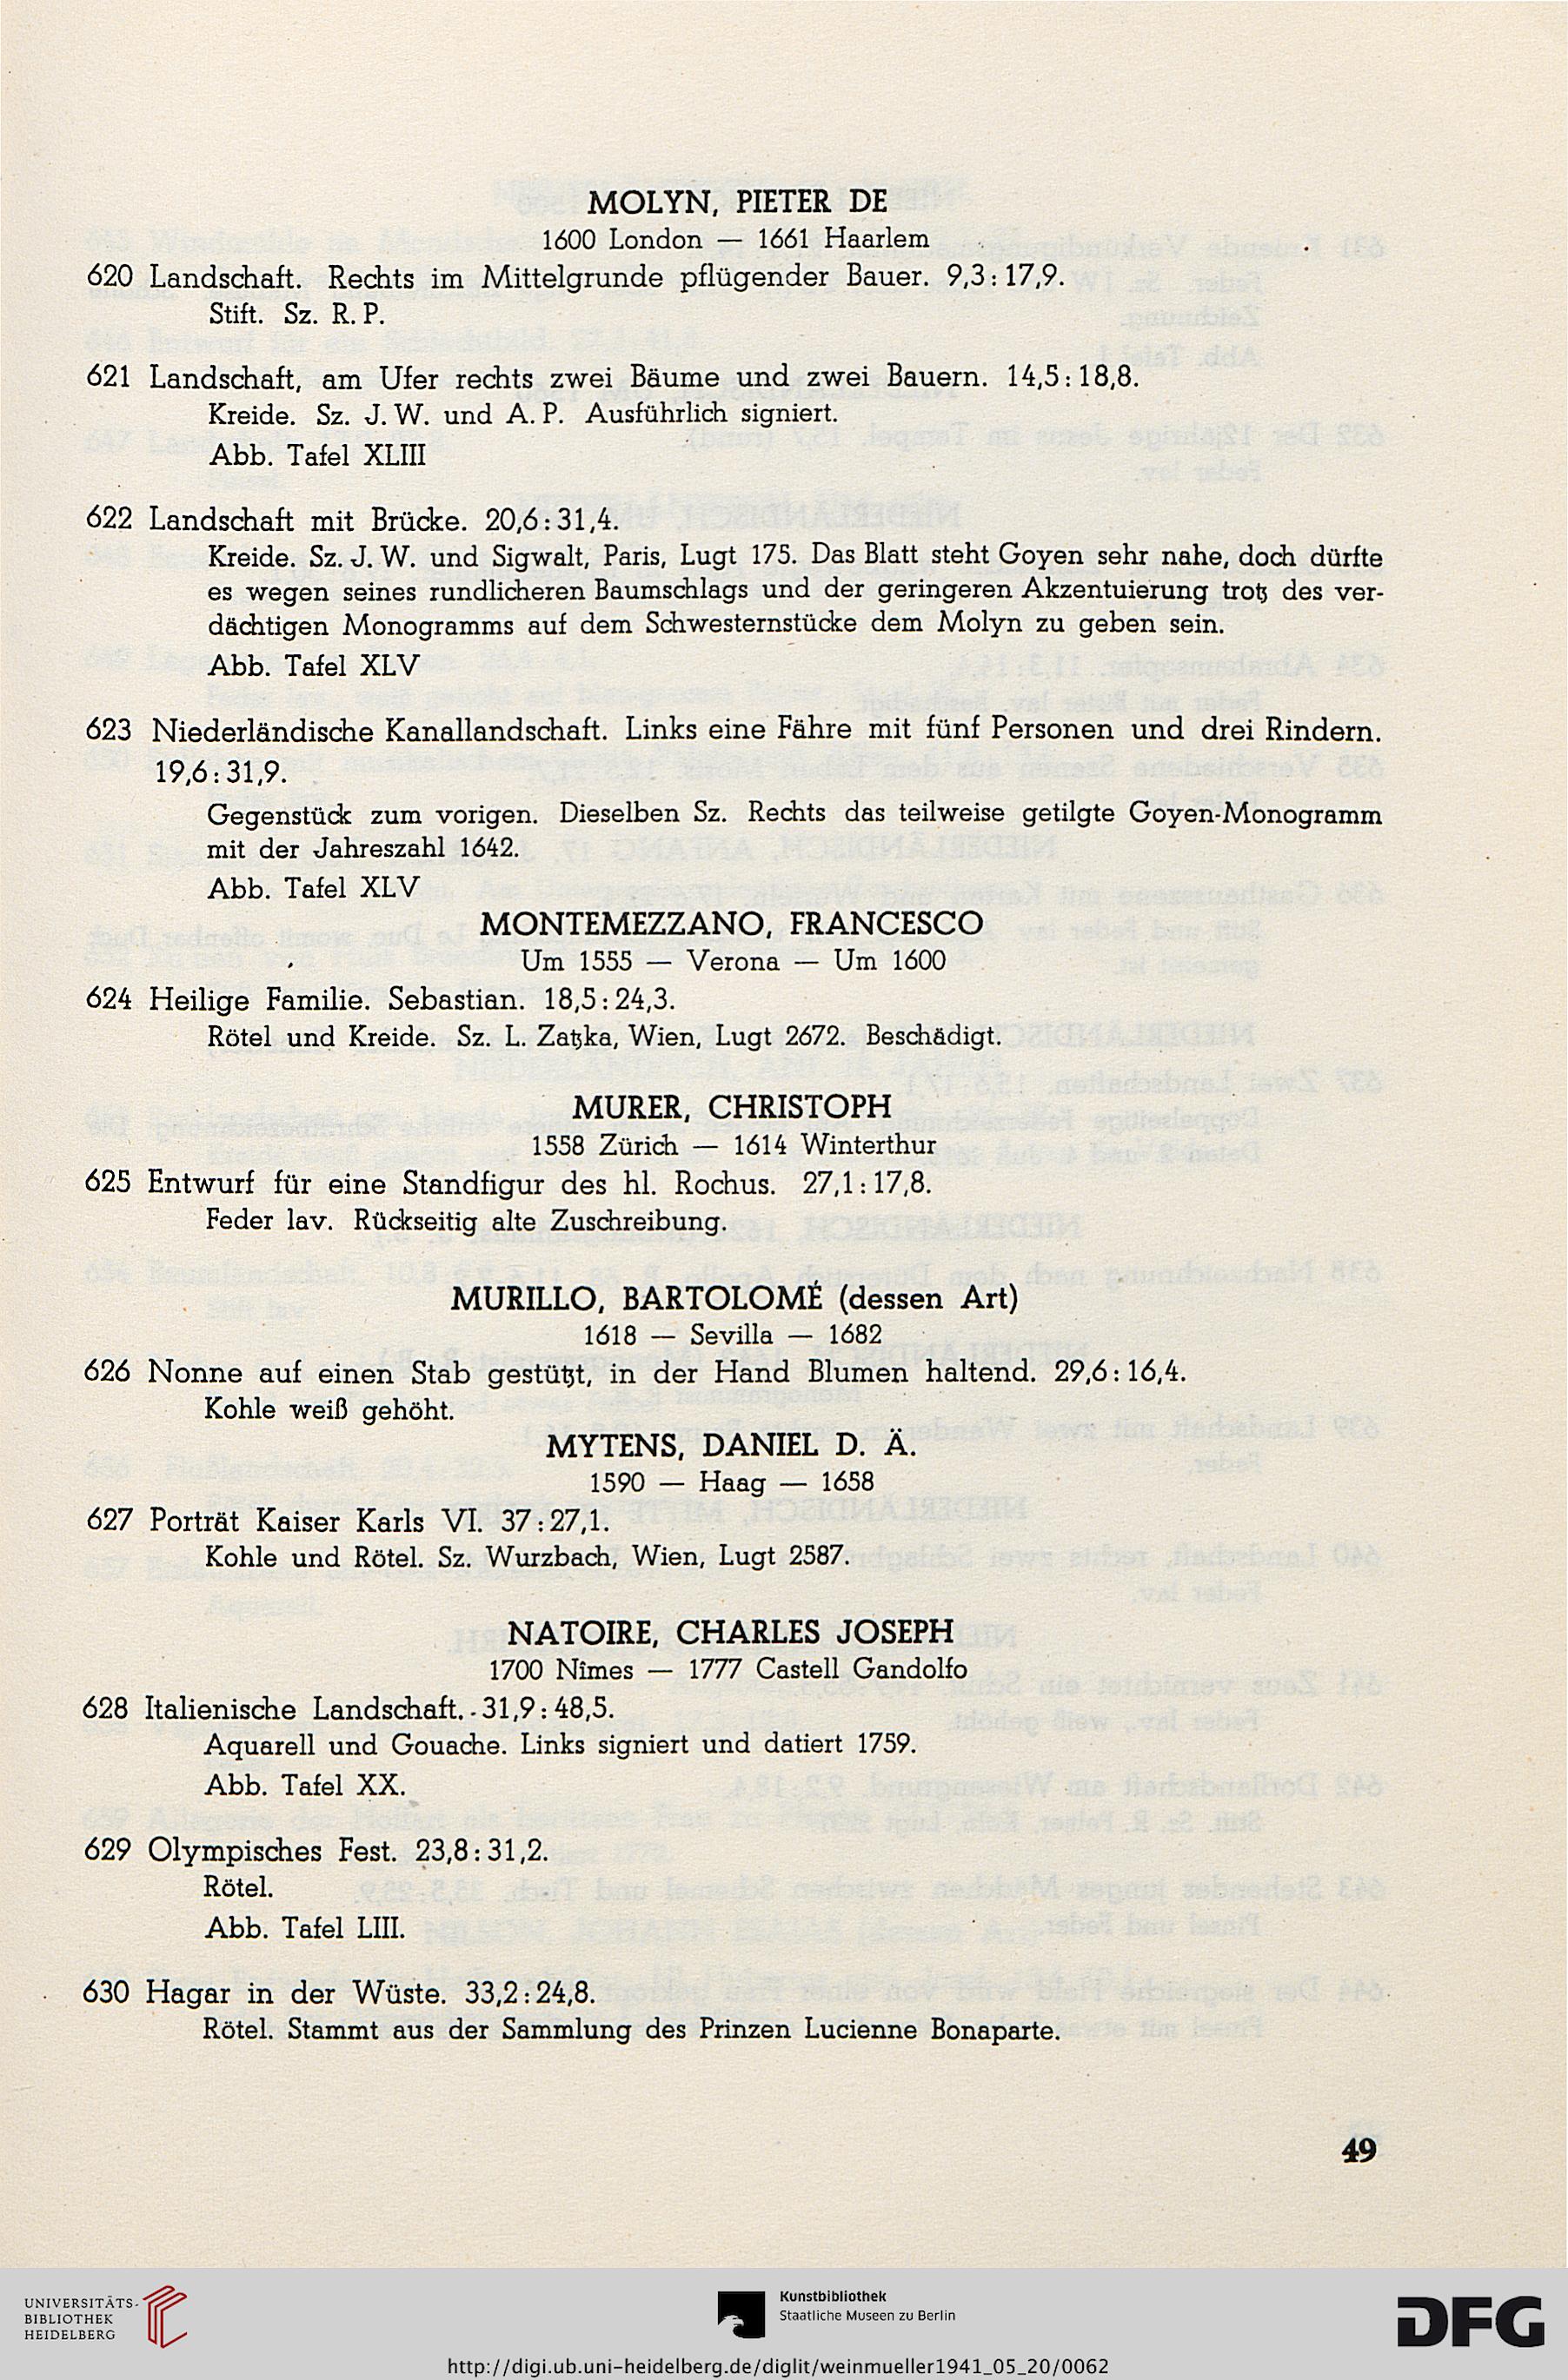 MOLYN, PIETER DE
1600 London — 1661 Haarlem
620 Landschaft. Rechts im Mittelgrunde pflügender Bauer. 9,3:17,9.
Stift. Sz. R. P.
621 Landschaft, am Ufer rechts zwei Bäume und zwei Bauern. 14,5:18,8.
Kreide. Sz. J. W. und A. P. Ausführlich signiert.
Abb. Tafel XLIII
622 Landschaft mit Brücke. 20,6:31,4.
Kreide. Sz. J. W. und Sigwalt, Paris, Lugt 175. Das Blatt steht Goyen sehr nahe, doch dürfte
es wegen seines rundlicheren Baumschlags und der geringeren Akzentuierung trotz des ver-
dächtigen Monogramms auf dem Schwesternstücke dem Molyn zu geben sein.
Abb. Tafel XLV
623 Niederländische Kanallandschaft. Links eine Fähre mit fünf Personen und drei Rindern.
19,6:31,9.
Gegenstück zum vorigen. Dieselben Sz. Rechts das teilweise getilgte Goyen-Monogramm
mit der Jahreszahl 1642.
Abb. Tafel XLV
MONTEMEZZANO, FRANCESCO
Um 1555 — Verona — Um 1600
624 Heilige Familie. Sebastian. 18,5:24,3.
Rötel und Kreide. Sz. L. Zatzka, Wien, Lugt 2672. Beschädigt.
MURER, CHRISTOPH
1558 Zürich — 1614 Winterthur
625 Entwurf für eine Standfigur des hl. Rochus. 27,1:17,8.
Feder lav. Rückseitig alte Zuschreibung.
MURILLO, BARTOLOMÉ (dessen Art)
1618 — Sevilla — 1682
626 Nonne auf einen Stab gestützt, in der Hand Blumen haltend. 29,6:16,4.
Kohle weiß gehöht.
MYTENS, DANIEL D. Ä.
1590 — Haag — 1658
627 Porträt Kaiser Karls VI. 37:27,1.
Kohle und Rötel. Sz. Wurzbach, Wien, Lugt 2587.
NATOIRE, CHARLES JOSEPH
1700 Nîmes — 1777 Castell Gandolfo
628 Italienische Landschaft. 31,9:48,5.
Aquarell und Gouache. Links signiert und datiert 1759.
Abb. Tafel XX.
629 Olympisches Fest. 23,8:31,2.
Rötel.
Abb. Tafel LIII.
630 Hagar in der Wüste. 33,2:24,8.
Rötel. Stammt aus der Sammlung des Prinzen Lucienne Bonaparte.
49
UNIVERSITÄTS-
BIBLIOTHEK
HEIDELBERG
Kunstbibliothek
Staatliche Museen zu Berlin
DFG
http://digi.ub.uni-heidelberg.de/diglit/weinmueller1941_05_20/0062